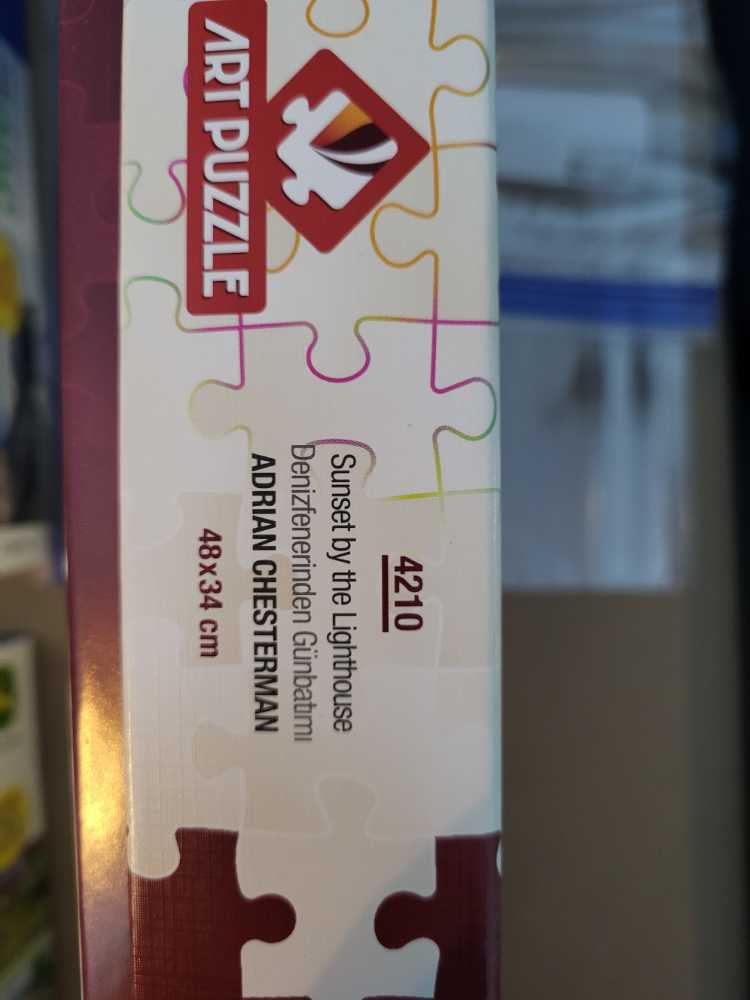 ART PUZZLE
4210
Sunset by the Lighthouse
Denizfenerinden Günbatımı
ADRIAN CHESTERMAN
48x34 cm